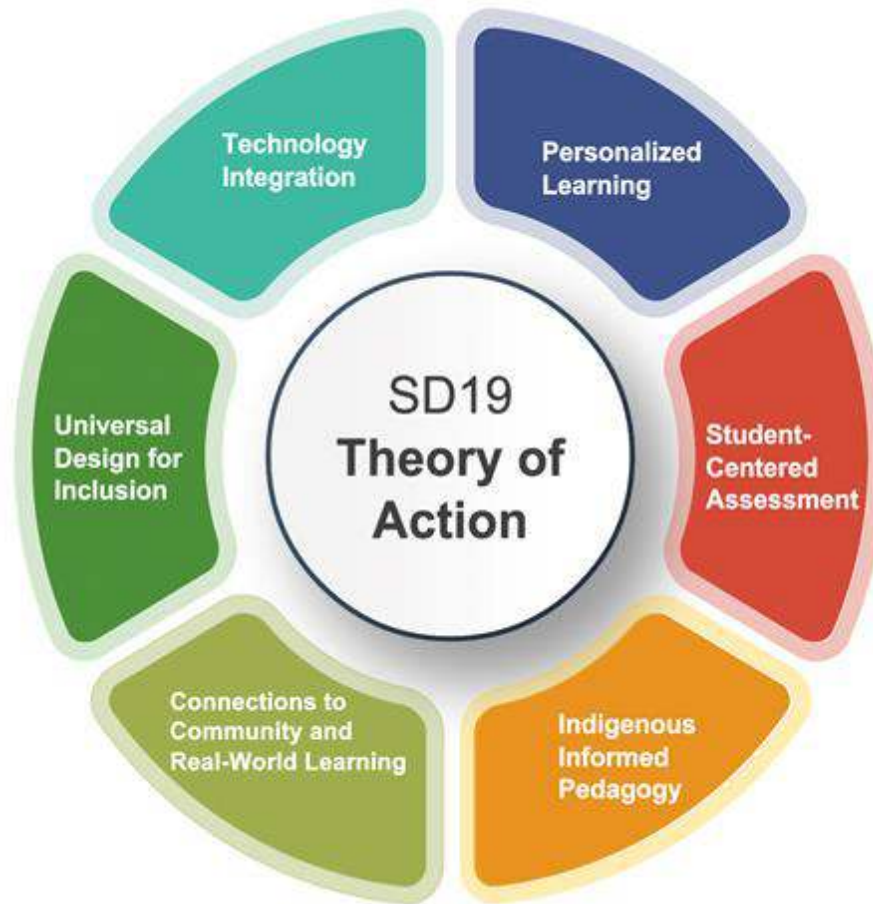 Technology
Integration
Personalized
Learning
SD19
Theory of
Action
Universal
Design for
Inclusion
Student-
Centered
Assessment
Connections to
Community and
Real-World Learning
Indigenous
Informed
Pedagogy